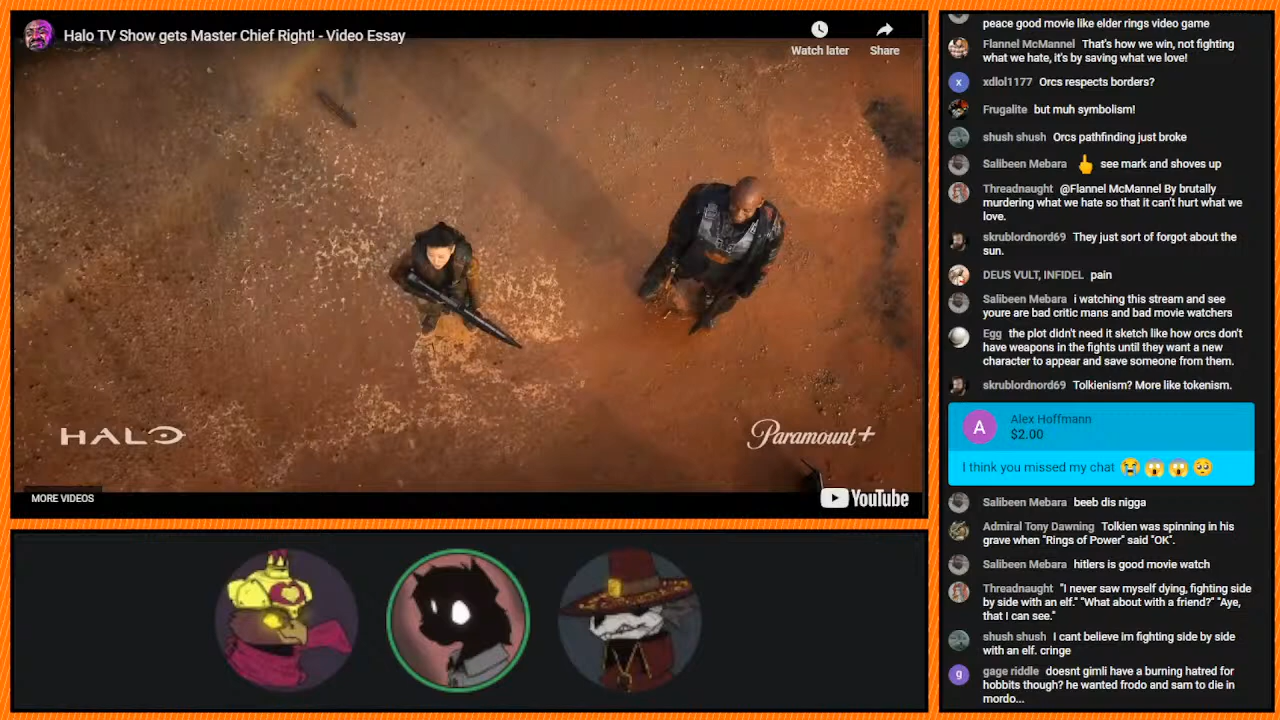 Halo TV Show gets Master Chief Right! - Video Essay
Watch later
Share
HALO
Paramount+
MORE VIDEOS
YouTube
peace good movie like elder rings video game
Flannel McMannel That's how we win, not fighting
what we hate, it's by saving what we love!
x
xdlol1177 Orcs respects borders?
Frugalite but muh symbolism!
shush shush Orcs pathfinding just broke
Salibeen Mebara 👆 see mark and shoves up
Threadnaught @Flannel McMannel By brutally
murdering what we hate so that it can't hurt what we
love.
skrublordnord69 They just sort of forgot about the
sun.
DEUS VULT, INFIDEL pain
Salibeen Mebara i watching this stream and see
youre are bad critic mans and bad movie watchers
Egg the plot didn't need it sketch like how orcs don't
have weapons in the fights until they want a new
character to appear and save someone from them.
skrublordnord69 Tolkienism? More like tokenism.
A
Alex Hoffmann
$2.00
I think you missed my chat 😭 😱 😱 🥺
Salibeen Mebara beeb dis nigga
Admiral Tony Dawning Tolkien was spinning in his
grave when "Rings of Power" said "OK".
Salibeen Mebara hitlers is good movie watch
Threadnaught "I never saw myself dying, fighting side
by side with an elf." "What about with a friend?" "Aye,
that I can see."
shush shush I cant believe im fighting side by side
with an elf. cringe
g
gage riddle doesnt gimli have a burning hatred for
hobbits though? he wanted frodo and sam to die in
mordo...